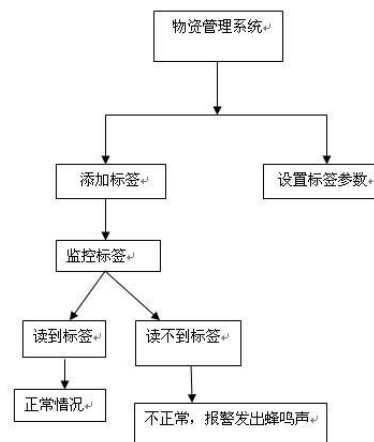 物资管理系统
添加标签
设置标签参数
监控标签
读到标签
读不到标签
正常情况
不正常，报警发出蜂鸣声